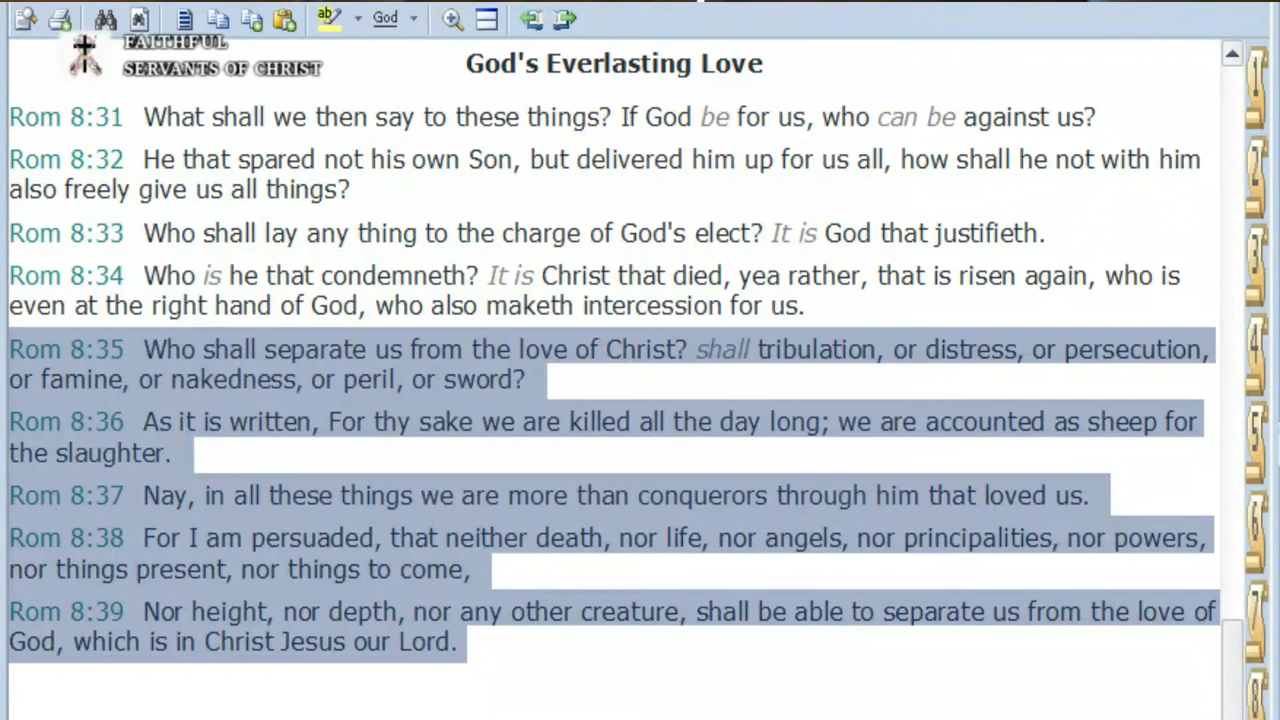 ab
God
FAITHFUL
SERVANTS OF CHRIST
God's Everlasting Love
Rom 8:31 What shall we then say to these things? If God be for us, who can be against us?
Rom 8:32 He that spared not his own Son, but delivered him up for us all, how shall he not with him
also freely give us all things?
Rom 8:33 Who shall lay any thing to the charge of God's elect? It is God that justifieth.
Rom 8:34 Who is he that condemneth? It is Christ that died, yea rather, that is risen again, who is
even at the right hand of God, who also maketh intercession for us.
Rom 8:35 Who shall separate us from the love of Christ? shall tribulation, or distress, or persecution,
or famine, or nakedness, or peril, or sword?
Rom 8:36 As it is written, For thy sake we are killed all the day long; we are accounted as sheep for
the slaughter.
Rom 8:37 Nay, in all these things we are more than conquerors through him that loved us.
Rom 8:38 For I am persuaded, that neither death, nor life, nor angels, nor principalities, nor powers,
nor things present, nor things to come,
Rom 8:39 Nor height, nor depth, nor any other creature, shall be able to separate us from the love of
God, which is in Christ Jesus our Lord.
1
2
3
4
5
6
7
8